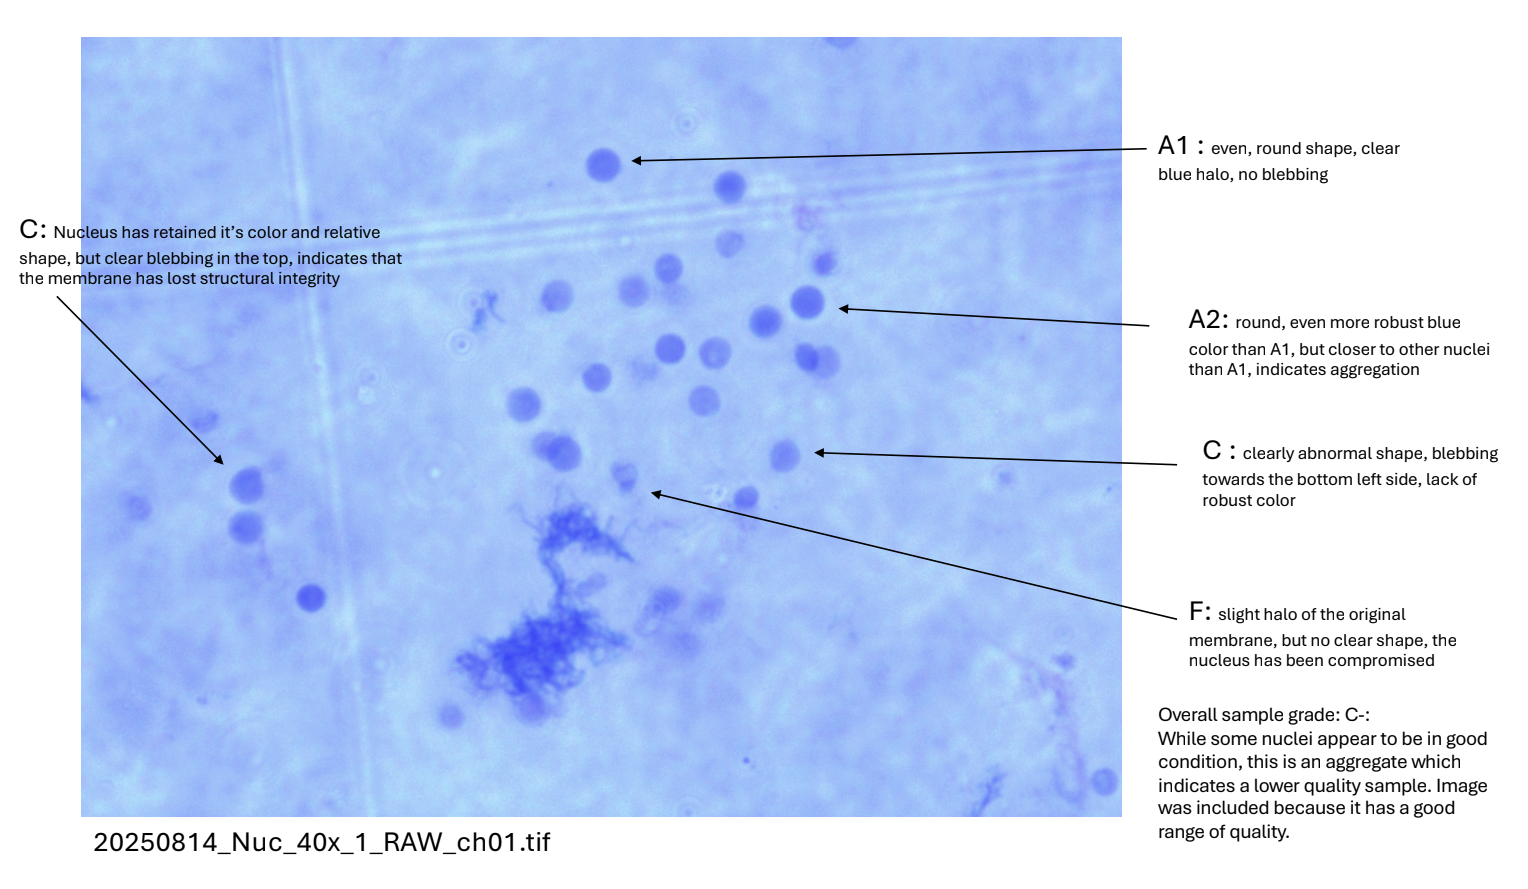 A1 : even, round shape, clear
blue halo, no blebbing
C: Nucleus has retained it's color and relative
shape, but clear blebbing in the top, indicates that
the membrane has lost structural integrity
A2: round, even more robust blue
color than A1, but closer to other nuclei
than A1, indicates aggregation
C : clearly abnormal shape, blebbing
towards the bottom left side, lack of
robust color
F: slight halo of the original
membrane, but no clear shape, the
nucleus has been compromised
Overall sample grade: C-:
While some nuclei appear to be in good
condition, this is an aggregate which
indicates a lower quality sample. Image
was included because it has a good
range of quality.
20250814_Nuc_40x_1_RAW_ch01.tif